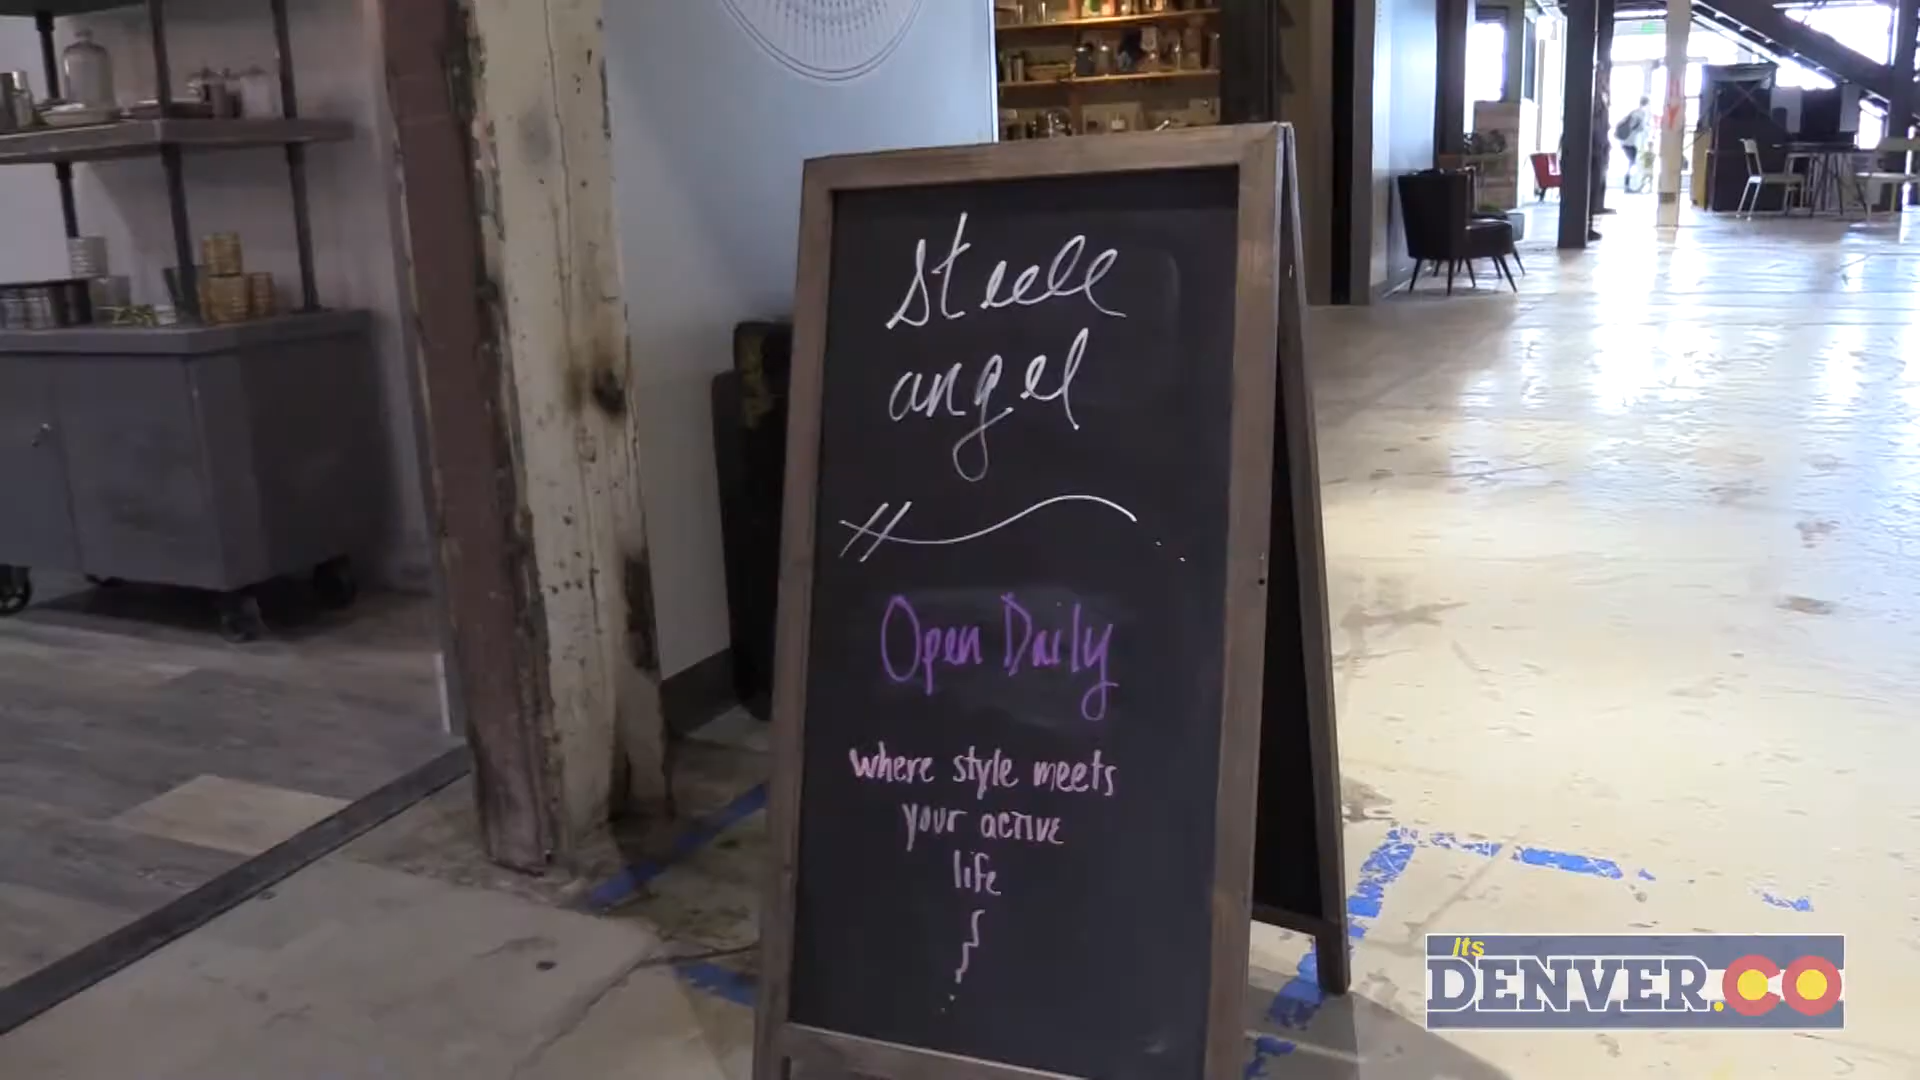 Steele
angel
Open Daily
where style meets
your active
life
Its
DENVER.CO